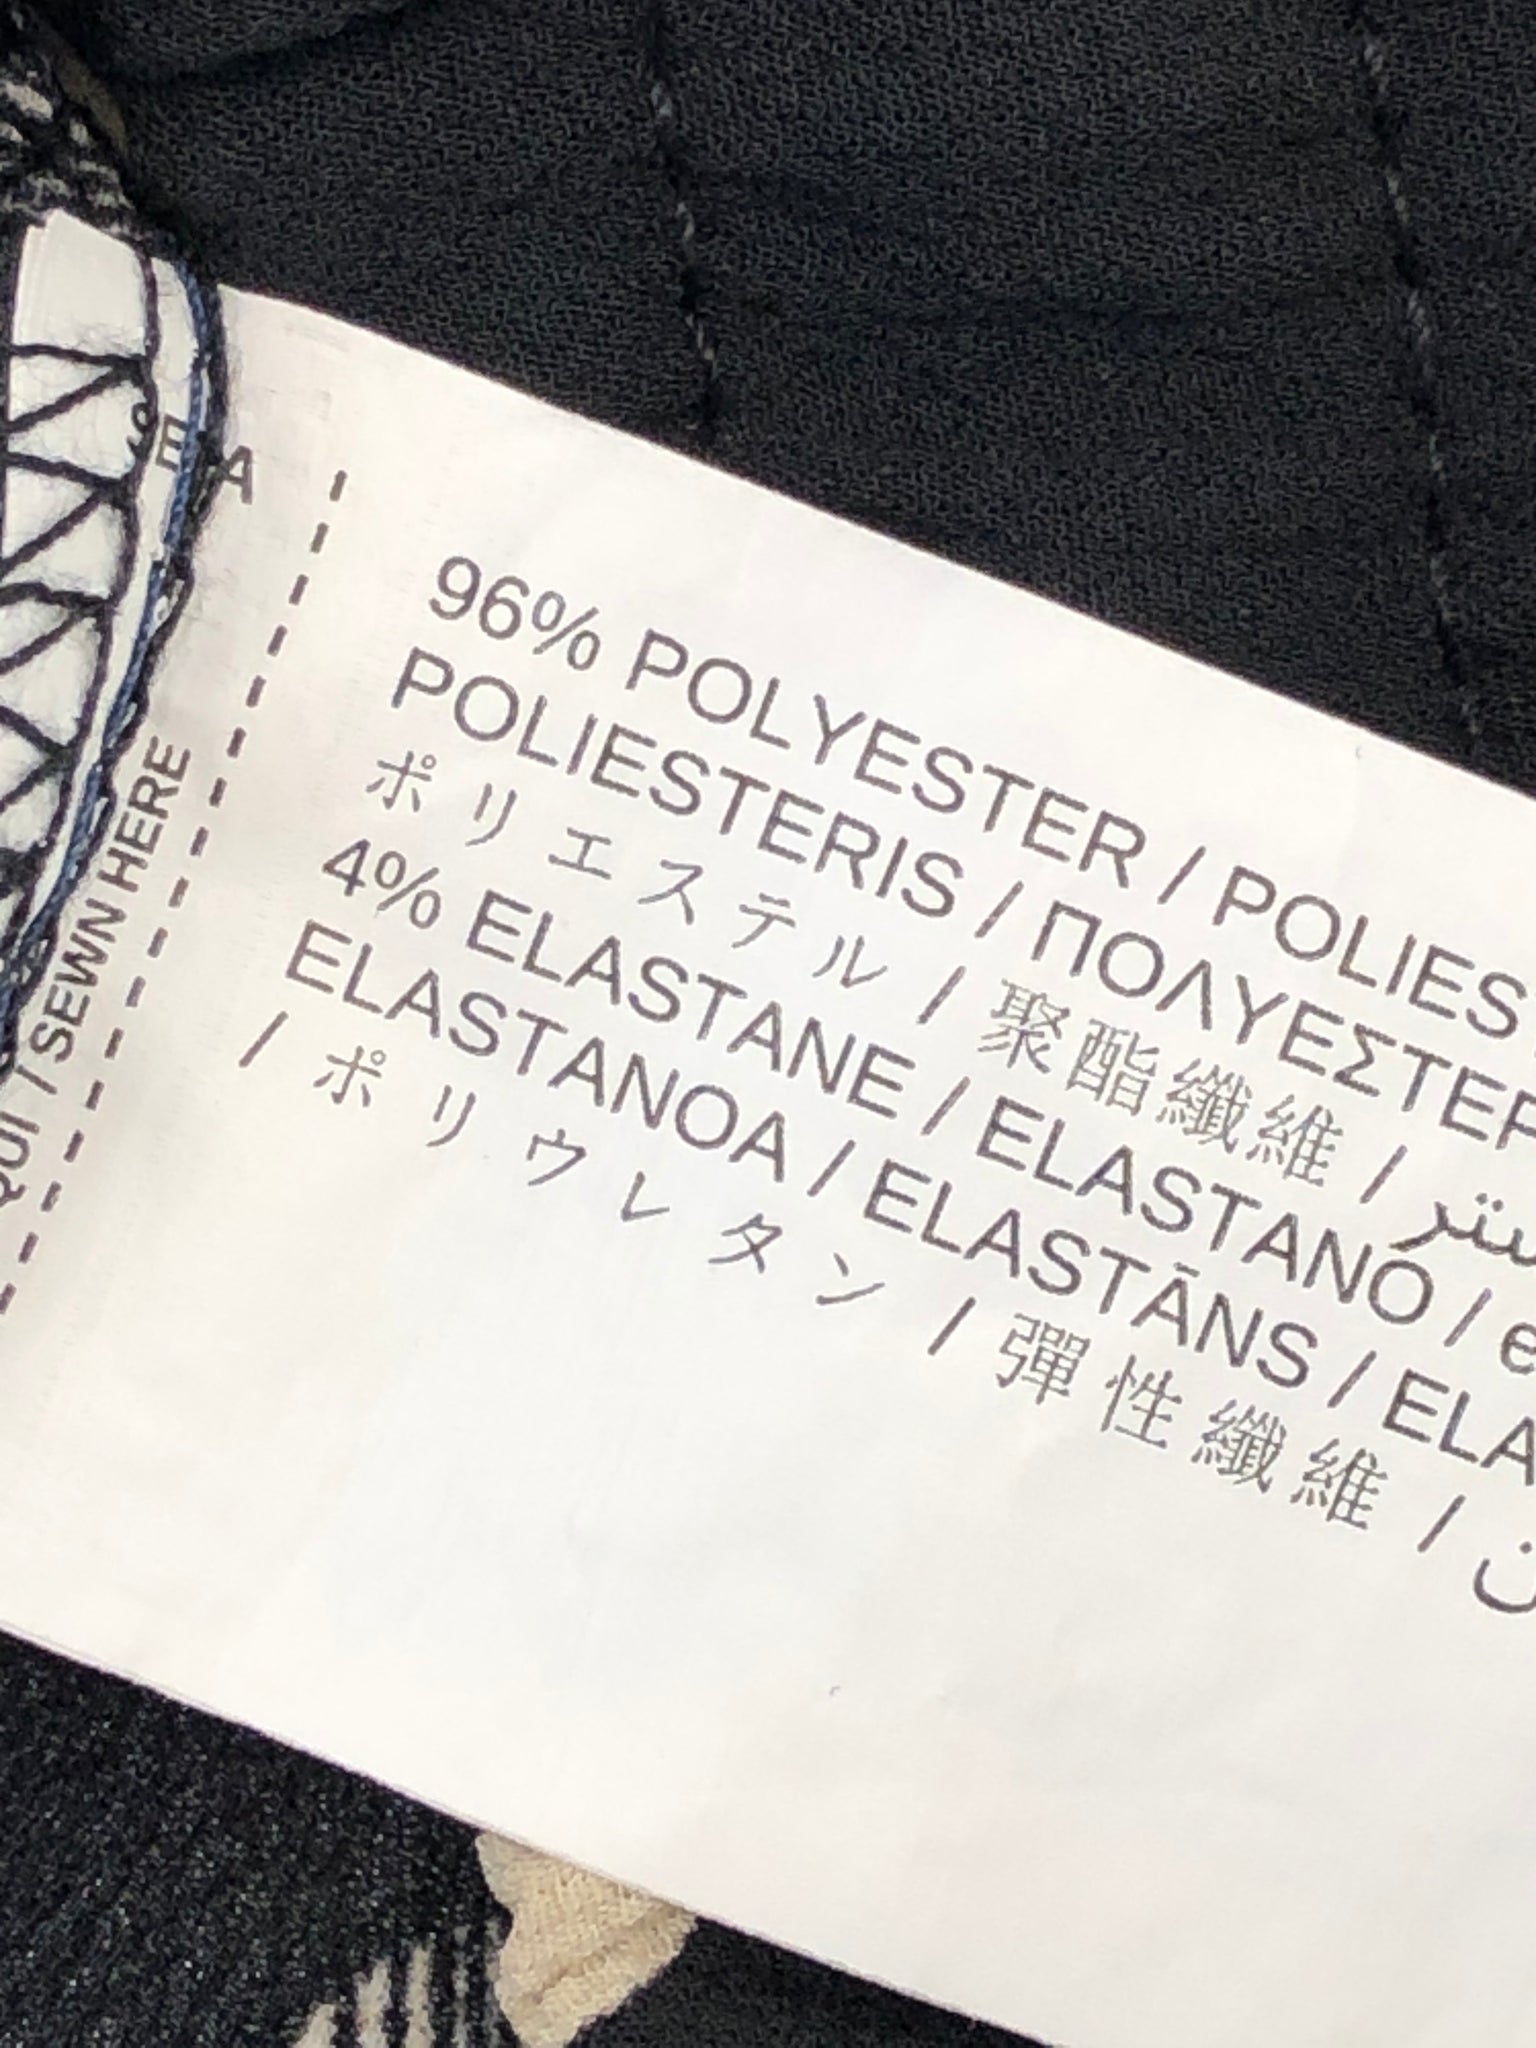 96% POLYESTER / POLIES
POLIESTERIS / ΠΟΛΥΕΣΤΕΡ
ポリエステル / 聚酯纖維 /
4% ELASTANE / ELASTANO / e
ELASTANOA / ELASTĀNS / ELA
/ ポリウレタン / 彈性纖維 /
QUI / SEWN HERE